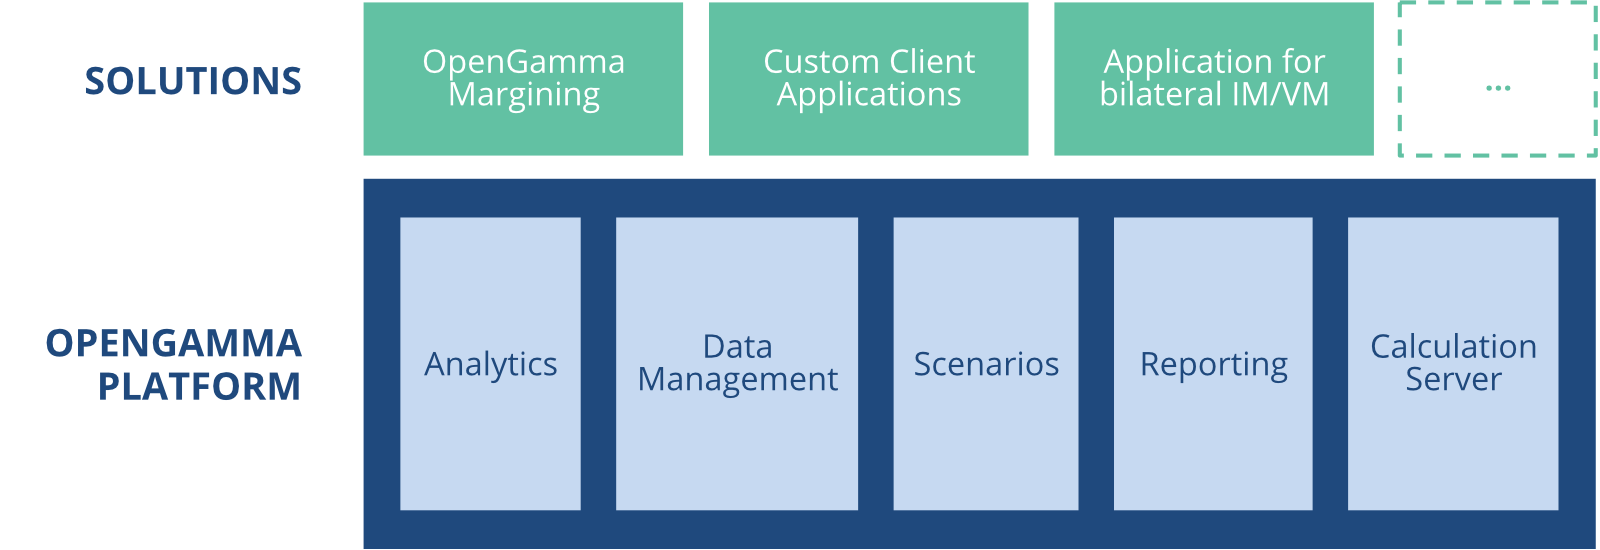 SOLUTIONS
OpenGamma
Margining
Custom Client
Applications
Application for
bilateral IM/VM
...
OPENGAMMA
PLATFORM
Analytics
Data
Management
Scenarios
Reporting
Calculation
Server